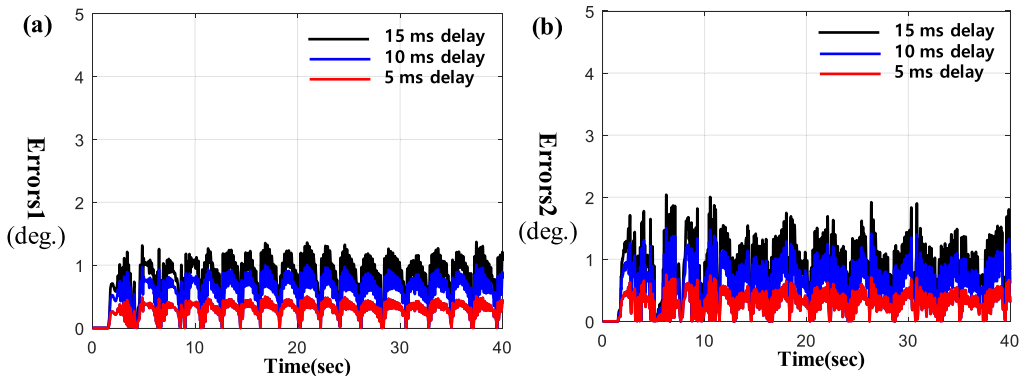 (a)
5
4
3
2
1
0
Errors1
(deg.)
15 ms delay
10 ms delay
5 ms delay
0 10 20 30 40
Time(sec)
(b)
5
4
3
2
1
0
Errors2
(deg.)
15 ms delay
10 ms delay
5 ms delay
0 10 20 30 40
Time(sec)